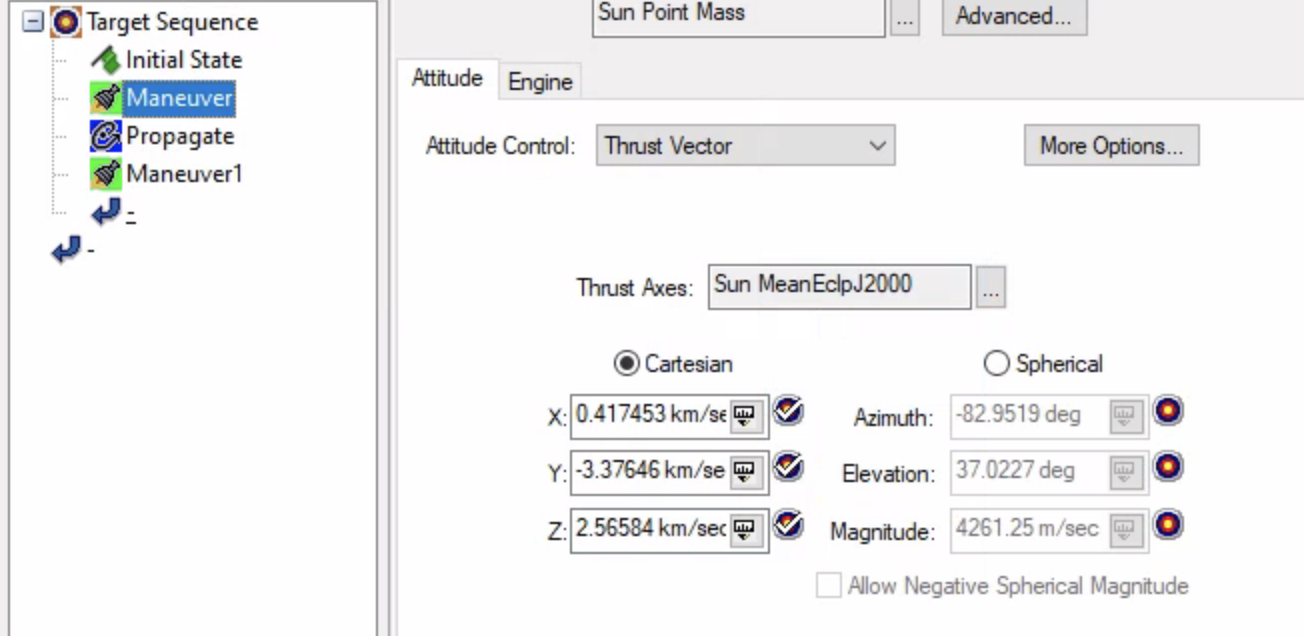 Target Sequence
Initial State
Maneuver
Propagate
Maneuver1
-
-
Sun Point Mass ... Advanced...
Attitude Engine
Attitude Control: Thrust Vector More Options...
Thrust Axes: Sun MeanEclpJ2000 ...
Cartesian Spherical
X: 0.417453 km/se Azimuth: -82.9519 deg
Y: -3.37646 km/se Elevation: 37.0227 deg
Z: 2.56584 km/sec Magnitude: 4261.25 m/sec
Allow Negative Spherical Magnitude